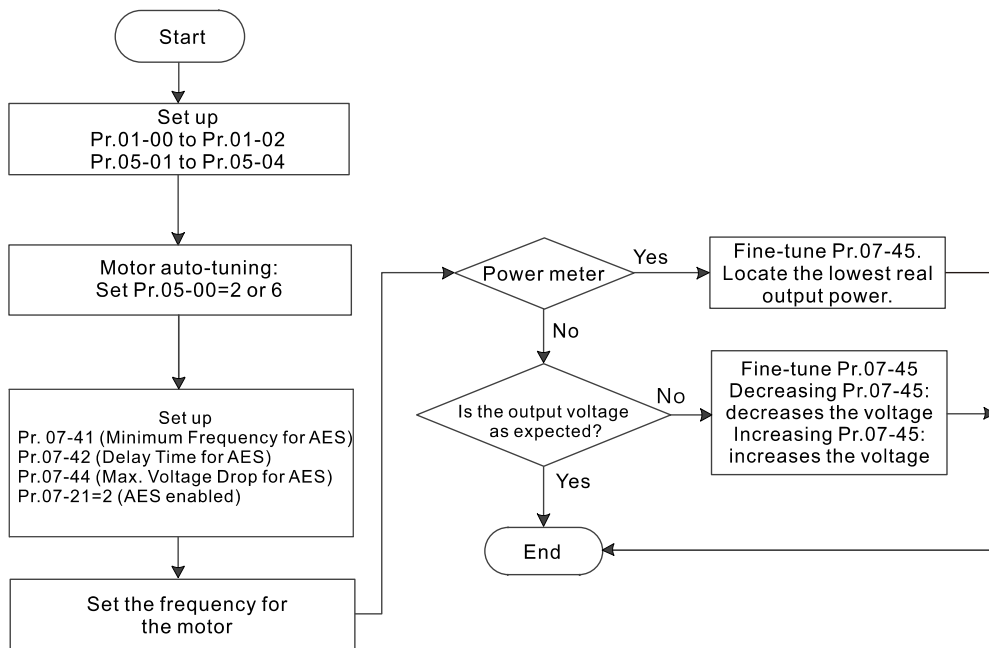 Start
Set up
Pr.01-00 to Pr.01-02
Pr.05-01 to Pr.05-04
Motor auto-tuning:
Set Pr.05-00=2 or 6
Set up
Pr. 07-41 (Minimum Frequency for AES)
Pr.07-42 (Delay Time for AES)
Pr.07-44 (Max. Voltage Drop for AES)
Pr.07-21=2 (AES enabled)
Set the frequency for
the motor
Power meter
Yes
Fine-tune Pr.07-45.
Locate the lowest real
output power.
No
Is the output voltage
as expected?
No
Fine-tune Pr.07-45
Decreasing Pr.07-45:
decreases the voltage
Increasing Pr.07-45:
increases the voltage
Yes
End